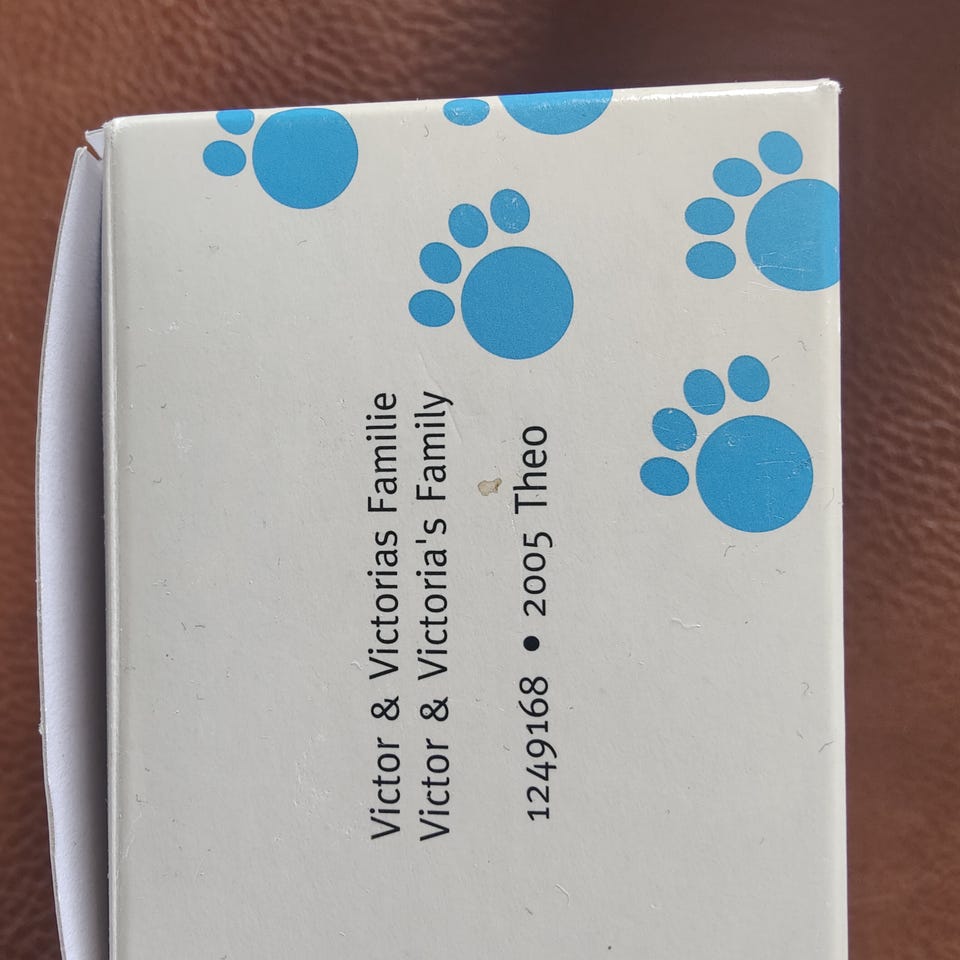 Victor & Victorias Familie
Victor & Victoria's Family
1249168 • 2005 Theo